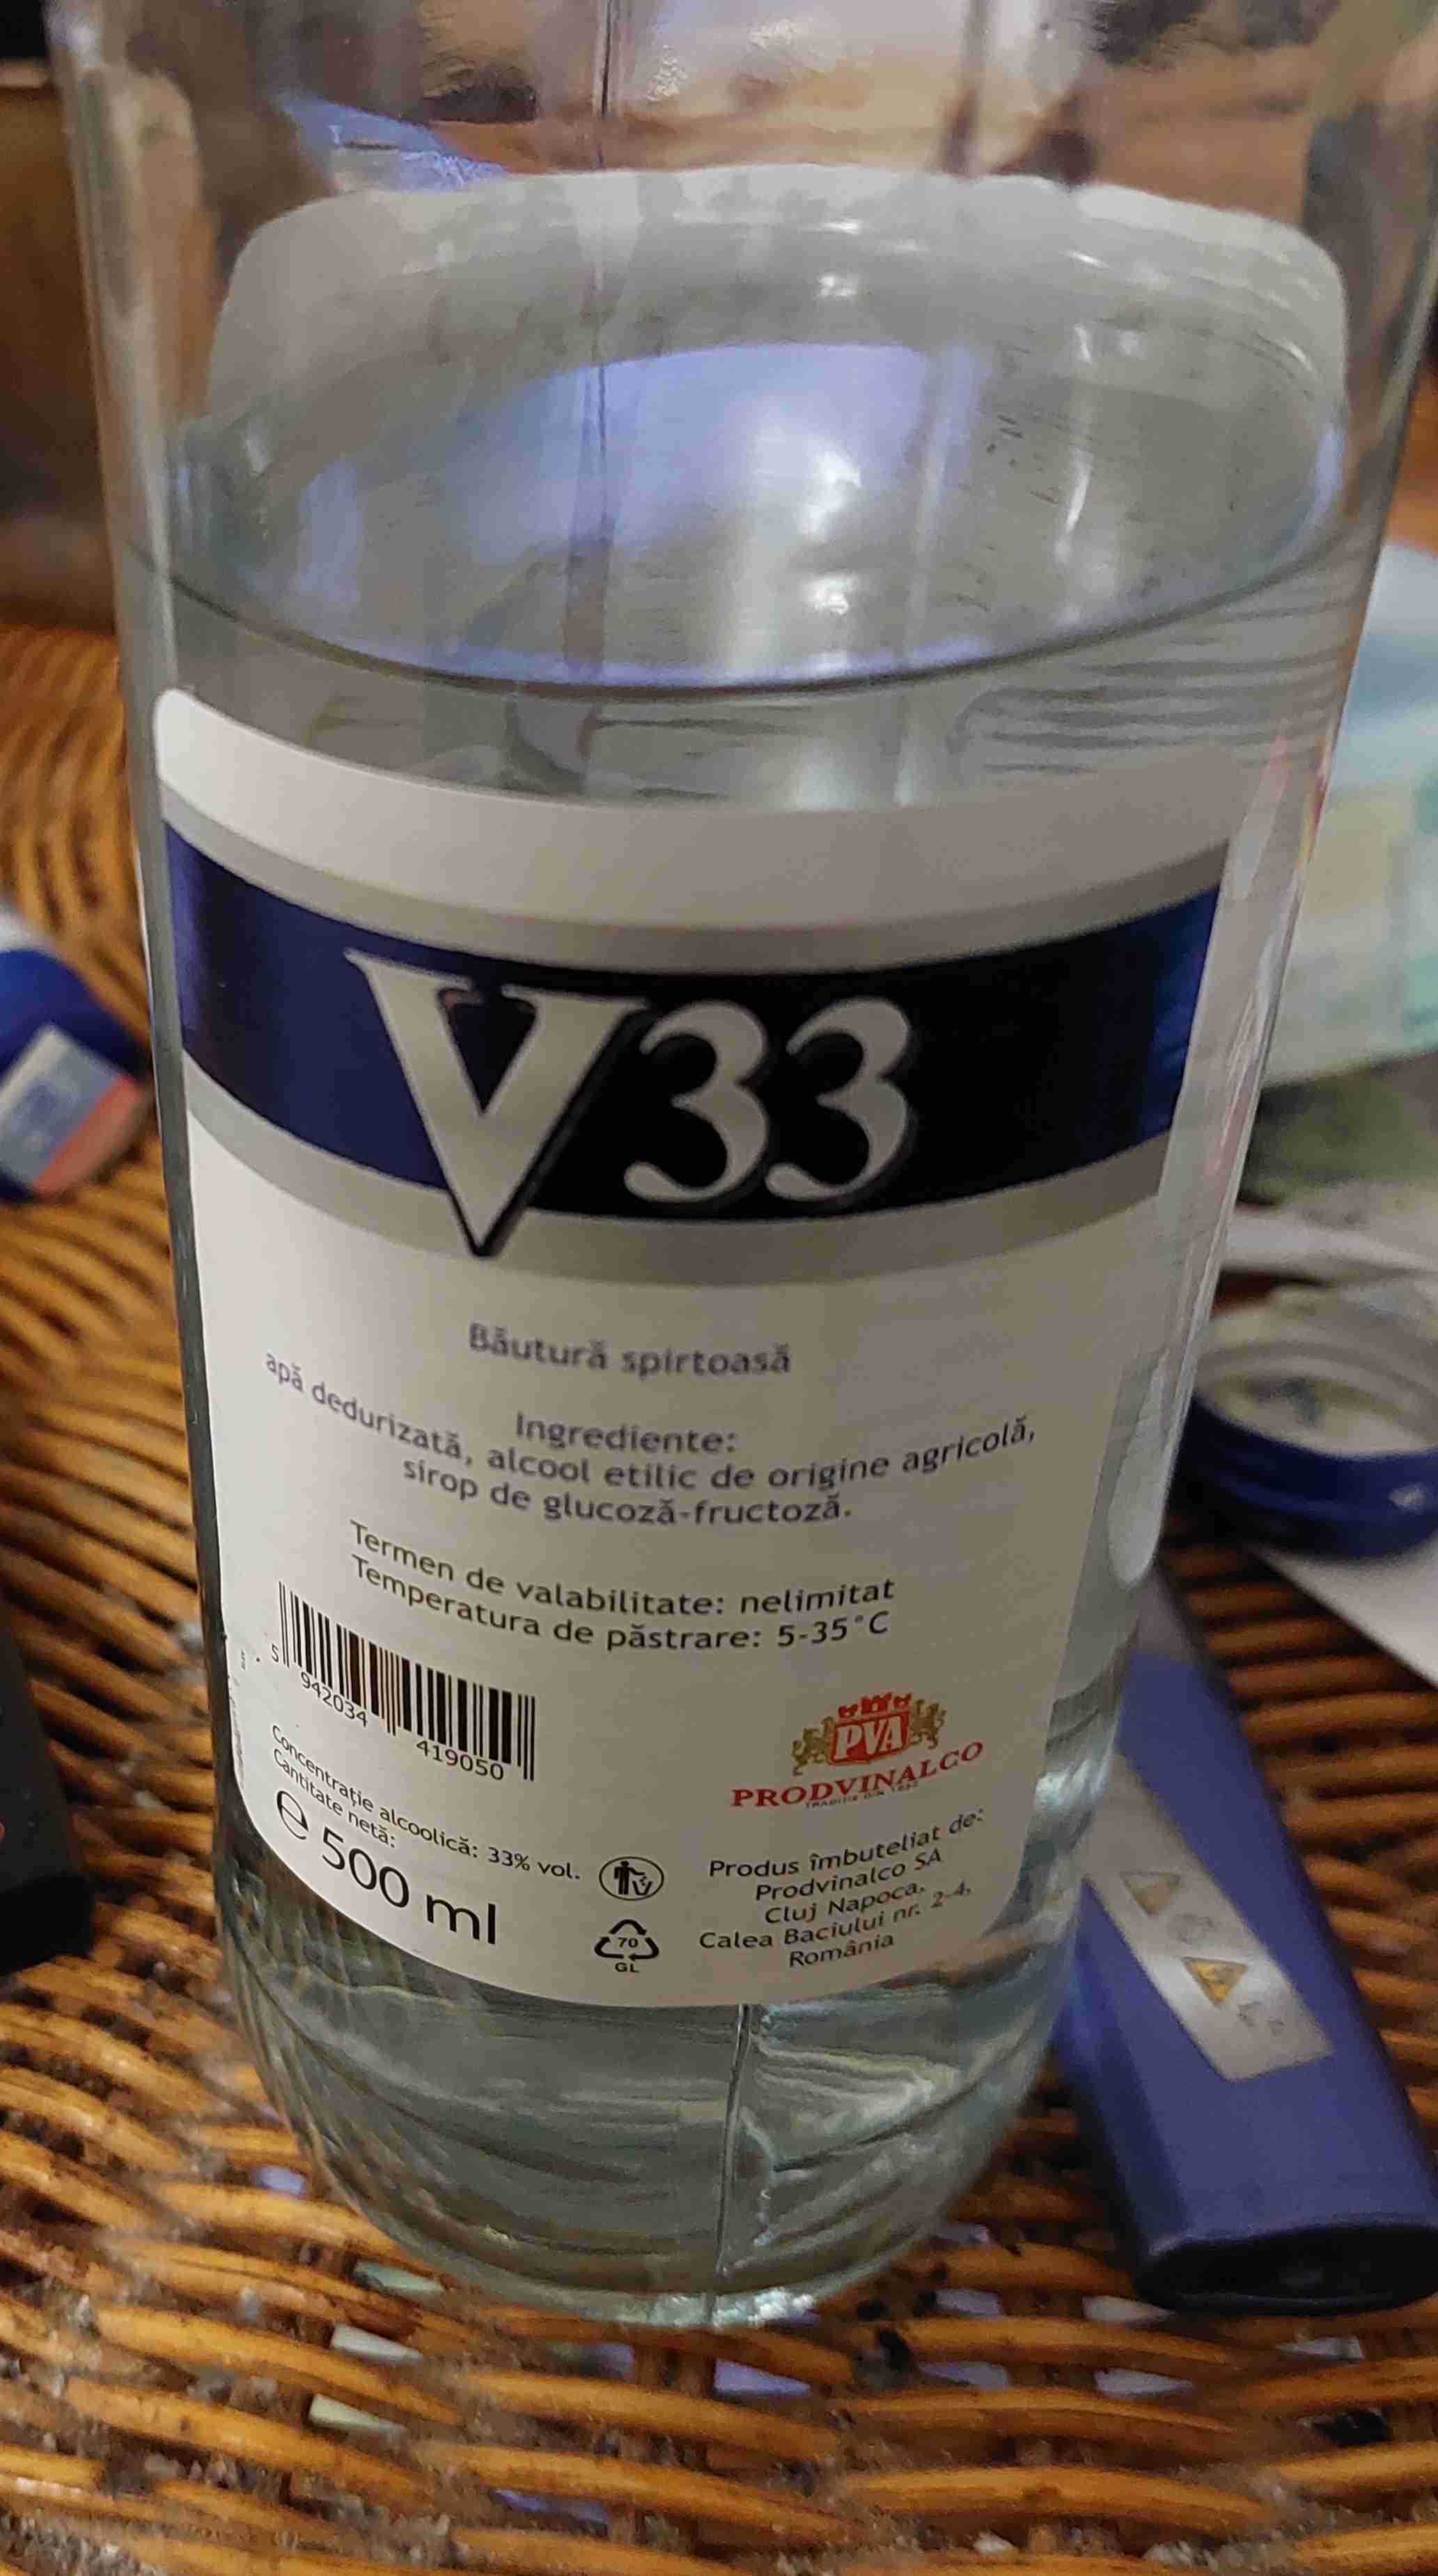 V33
Băutură spirtoasă
Ingrediente:
apă dedurizată, alcool etilic de origine agricolă,
sirop de glucoză-fructoză.
Termen de valabilitate: nelimitat
Temperatura de păstrare: 5-35°C
5 942034 419050
PVA
PRODVINALCO
Concentrație alcoolică: 33% vol.
Cantitate netă:
e 500 ml
70
GL
Produs îmbuteliat de:
Prodvinalco SA
Cluj Napoca,
Calea Baciului nr. 2-4,
România